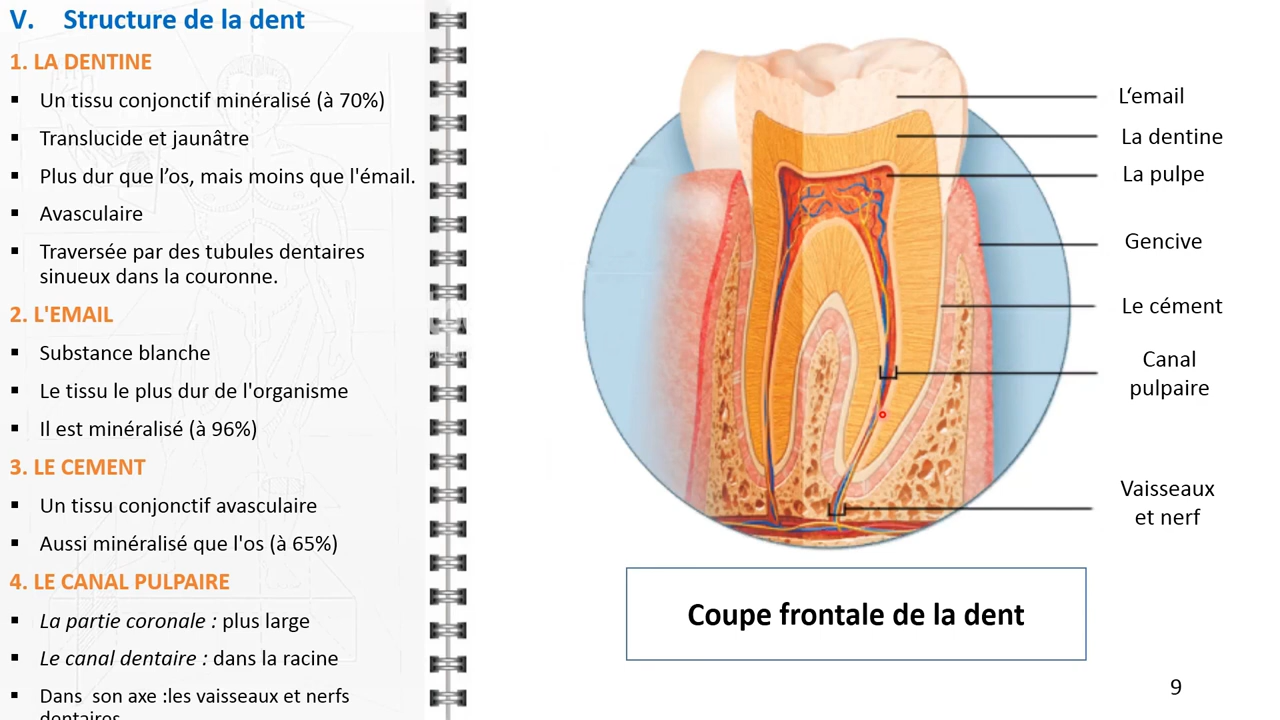 V. Structure de la dent
1. LA DENTINE
▪ Un tissu conjonctif minéralisé (à 70%)
▪ Translucide et jaunâtre
▪ Plus dur que l’os, mais moins que l'émail.
▪ Avasculaire
▪ Traversée par des tubules dentaires
sinueux dans la couronne.
2. L'EMAIL
▪ Substance blanche
▪ Le tissu le plus dur de l'organisme
▪ Il est minéralisé (à 96%)
3. LE CEMENT
▪ Un tissu conjonctif avasculaire
▪ Aussi minéralisé que l'os (à 65%)
4. LE CANAL PULPAIRE
▪ La partie coronale : plus large
▪ Le canal dentaire : dans la racine
▪ Dans son axe :les vaisseaux et nerfs
dentaires
L‘email
La dentine
La pulpe
Gencive
Le cément
Canal
pulpaire
Vaisseaux
et nerf
Coupe frontale de la dent
9